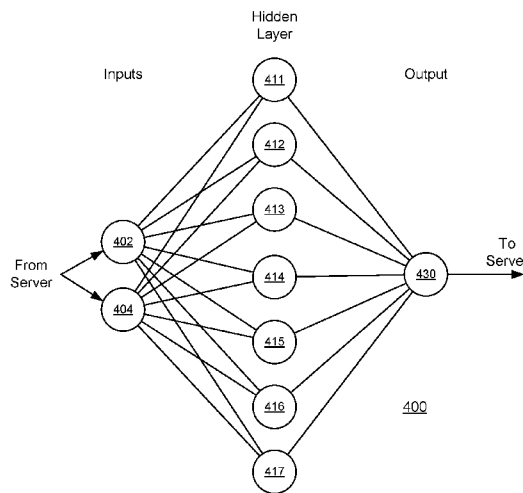 Hidden
Layer
Inputs
Output
411
412
413
402
To
Serve
From
Server
414
430
404
415
416
400
417